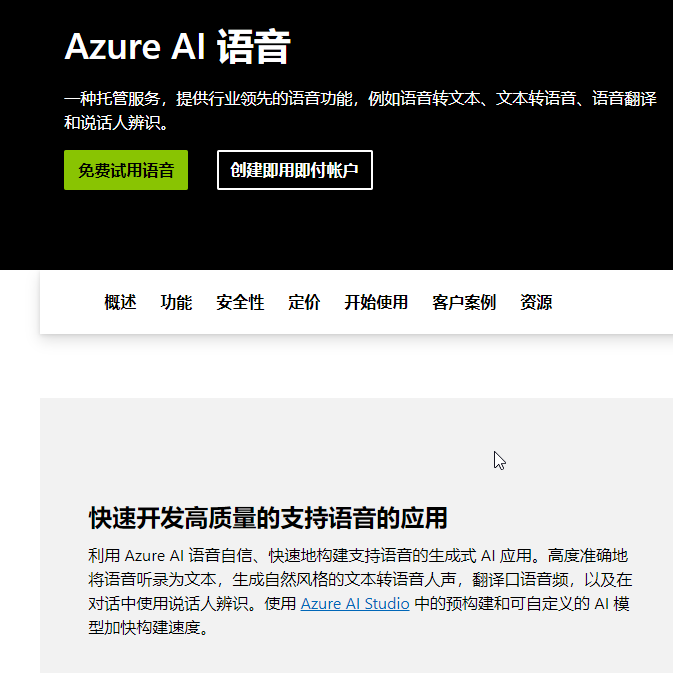 Azure AI 语音
一种托管服务，提供行业领先的语音功能，例如语音转文本、文本转语音、语音翻译
和说话人辨识。
免费试用语音 创建即用即付帐户
概述 功能 安全性 定价 开始使用 客户案例 资源
快速开发高质量的支持语音的应用
利用 Azure AI 语音自信、快速地构建支持语音的生成式 AI 应用。高度准确地
将语音听录为文本，生成自然风格的文本转语音人声，翻译口语音频，以及在
对话中使用说话人辨识。使用 Azure AI Studio 中的预构建和可自定义的 AI 模
型加快构建速度。